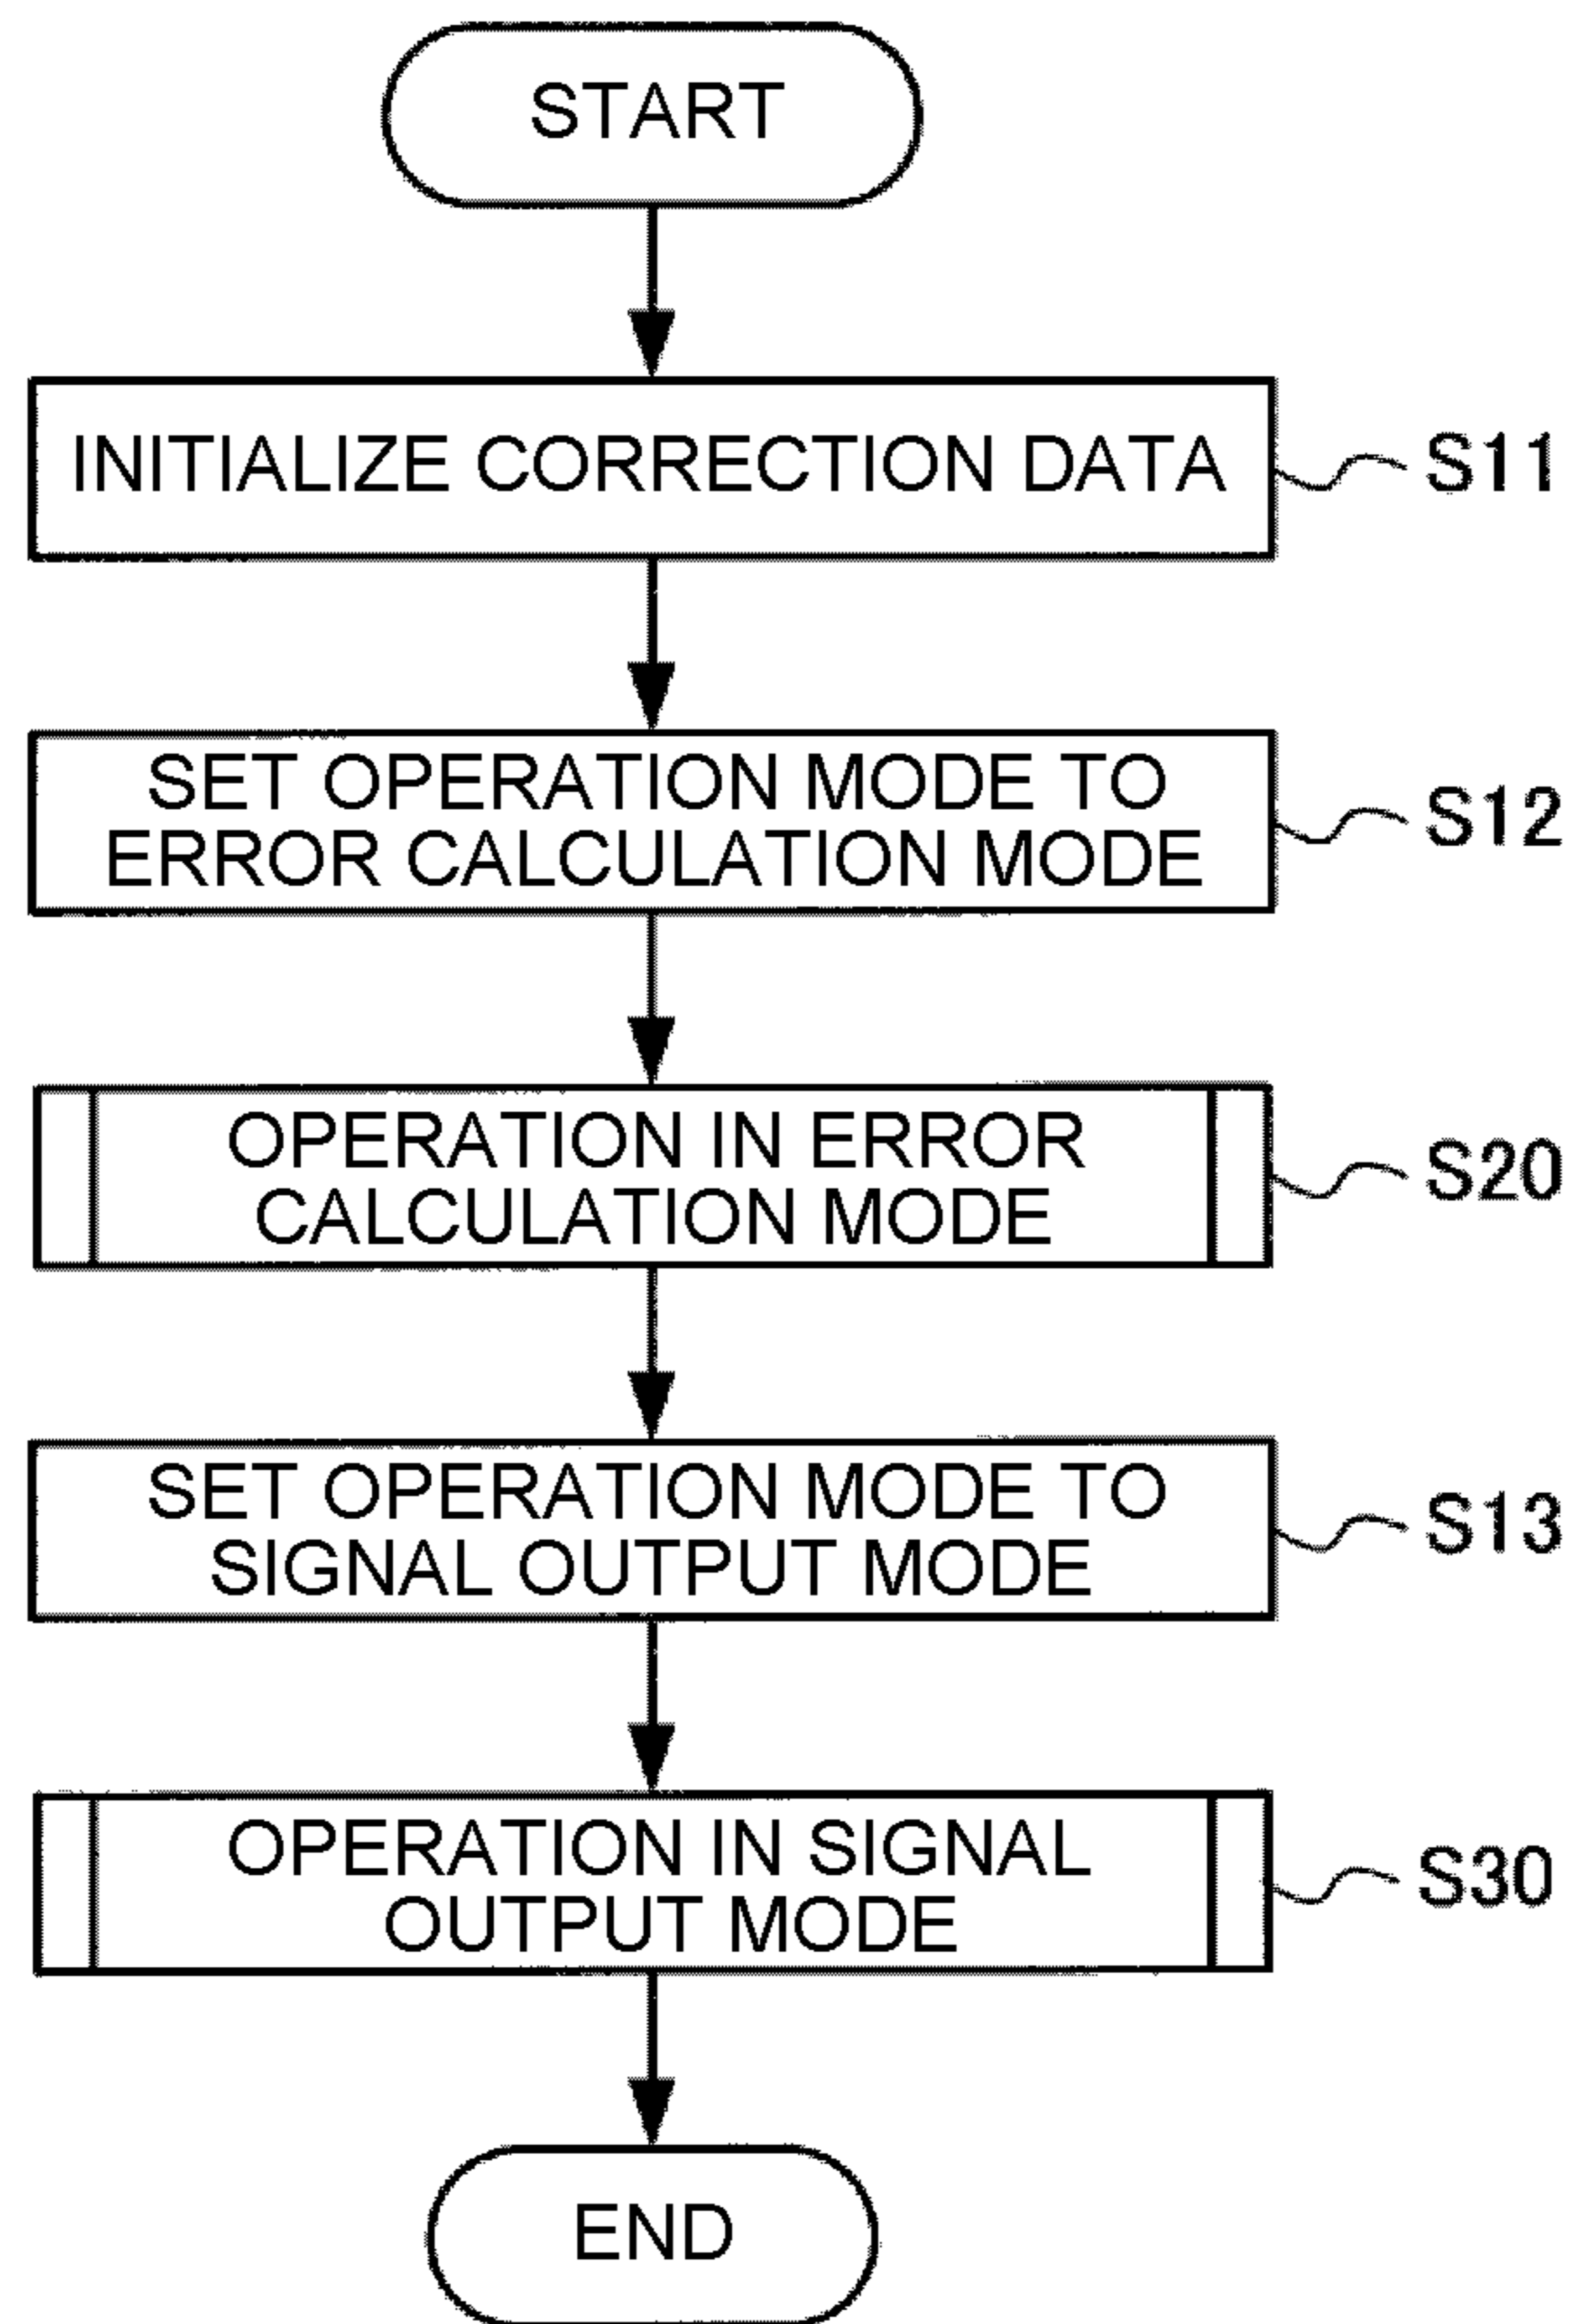 START
INITIALIZE CORRECTION DATA
S11
SET OPERATION MODE TO
ERROR CALCULATION MODE
S12
OPERATION IN ERROR
CALCULATION MODE
S20
SET OPERATION MODE TO
SIGNAL OUTPUT MODE
S13
OPERATION IN SIGNAL
OUTPUT MODE
S30
END